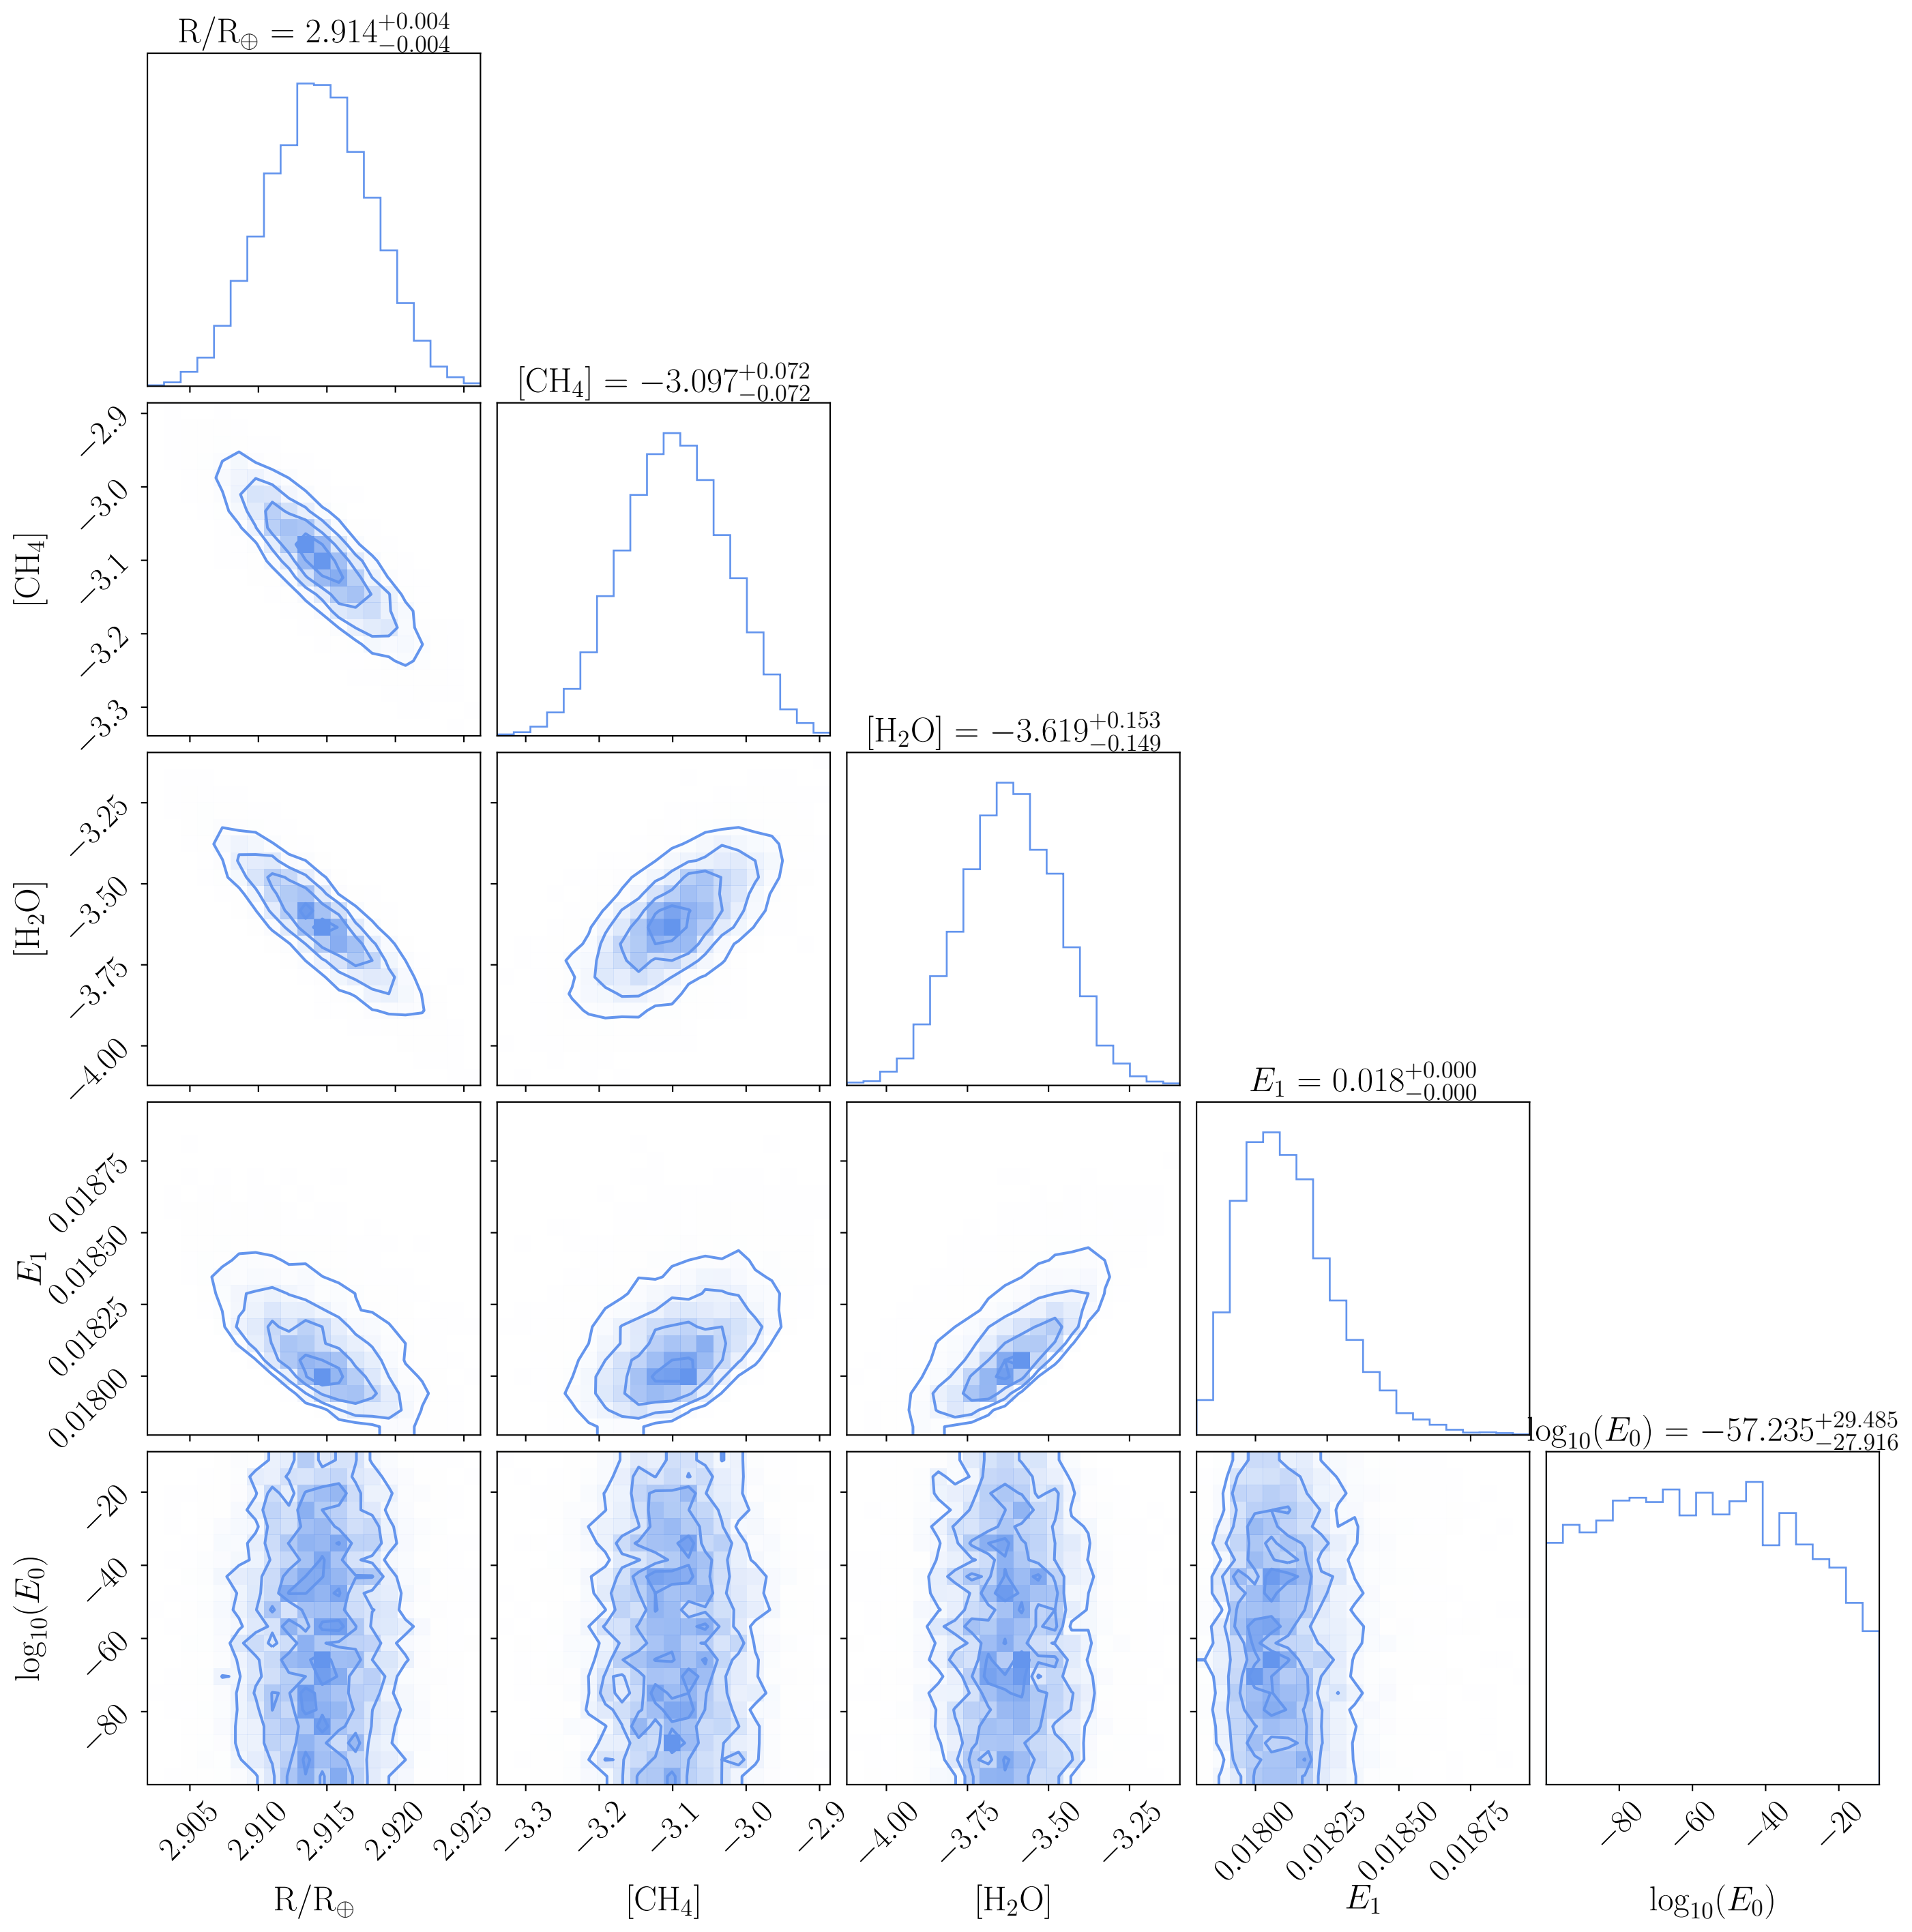 R/R⊕ = 2.914+0.004−0.004
[CH4] = −3.097+0.072−0.072
−2.9
−3.0
−3.1
−3.2
−3.3
[CH4]
[H2O] = −3.619+0.153−0.149
−3.25
−3.50
−3.75
−4.00
[H2O]
E1 = 0.018+0.000−0.000
0.01875
0.01850
0.01825
0.01800
E1
log10(E0) = −57.235+29.485−27.916
−20
−40
−60
−80
log10(E0)
2.905 2.910 2.915 2.920 2.925 −3.3 −3.2 −3.1 −3.0 −2.9 −4.00 −3.75 −3.50 −3.25 0.01800 0.01825 0.01850 0.01875 −80 −60 −40 −20
R/R⊕ [CH4] [H2O] E1 log10(E0)